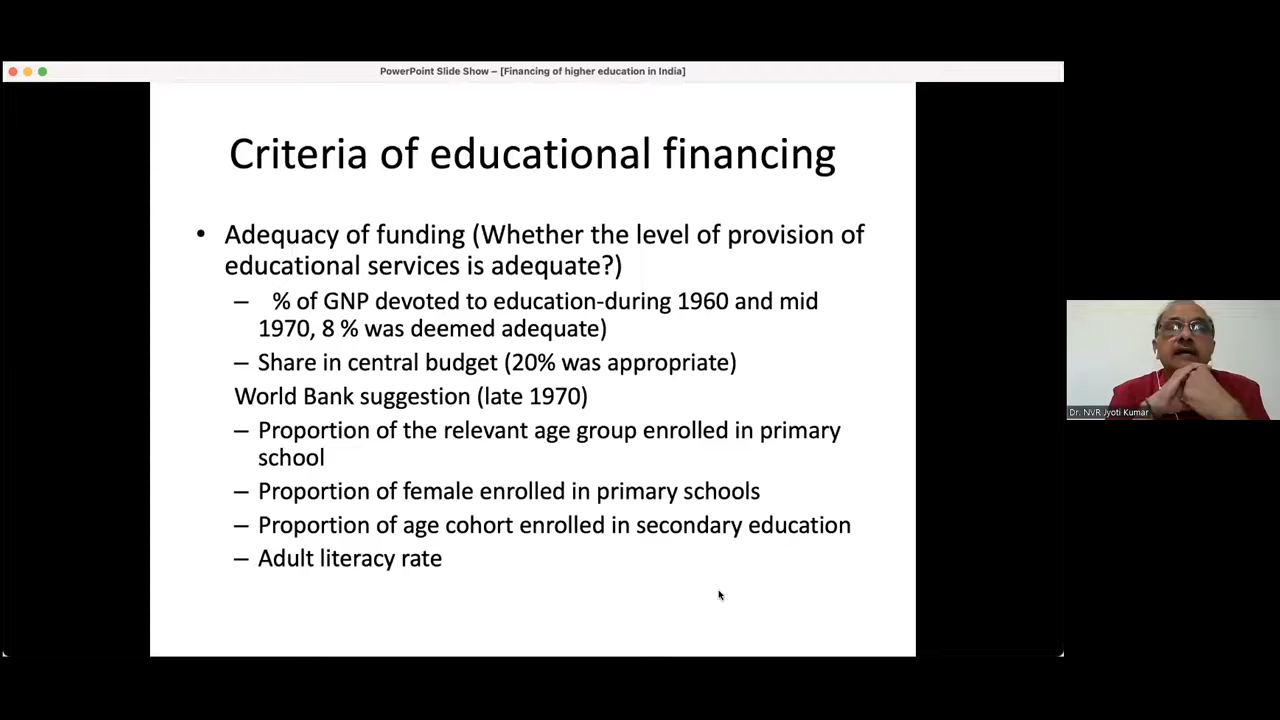 PowerPoint Slide Show – [Financing of higher education in India]
Criteria of educational financing
• Adequacy of funding (Whether the level of provision of
educational services is adequate?)
– % of GNP devoted to education-during 1960 and mid
1970, 8 % was deemed adequate)
– Share in central budget (20% was appropriate)
World Bank suggestion (late 1970)
– Proportion of the relevant age group enrolled in primary
school
– Proportion of female enrolled in primary schools
– Proportion of age cohort enrolled in secondary education
– Adult literacy rate
Dr. NVR Jyoti Kumar